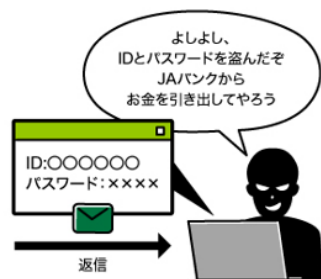 よしよし、
IDとパスワードを盗んだぞ
JAバンクから
お金を引き出してやろう
ID:○○○○○○
パスワード:××××
返信